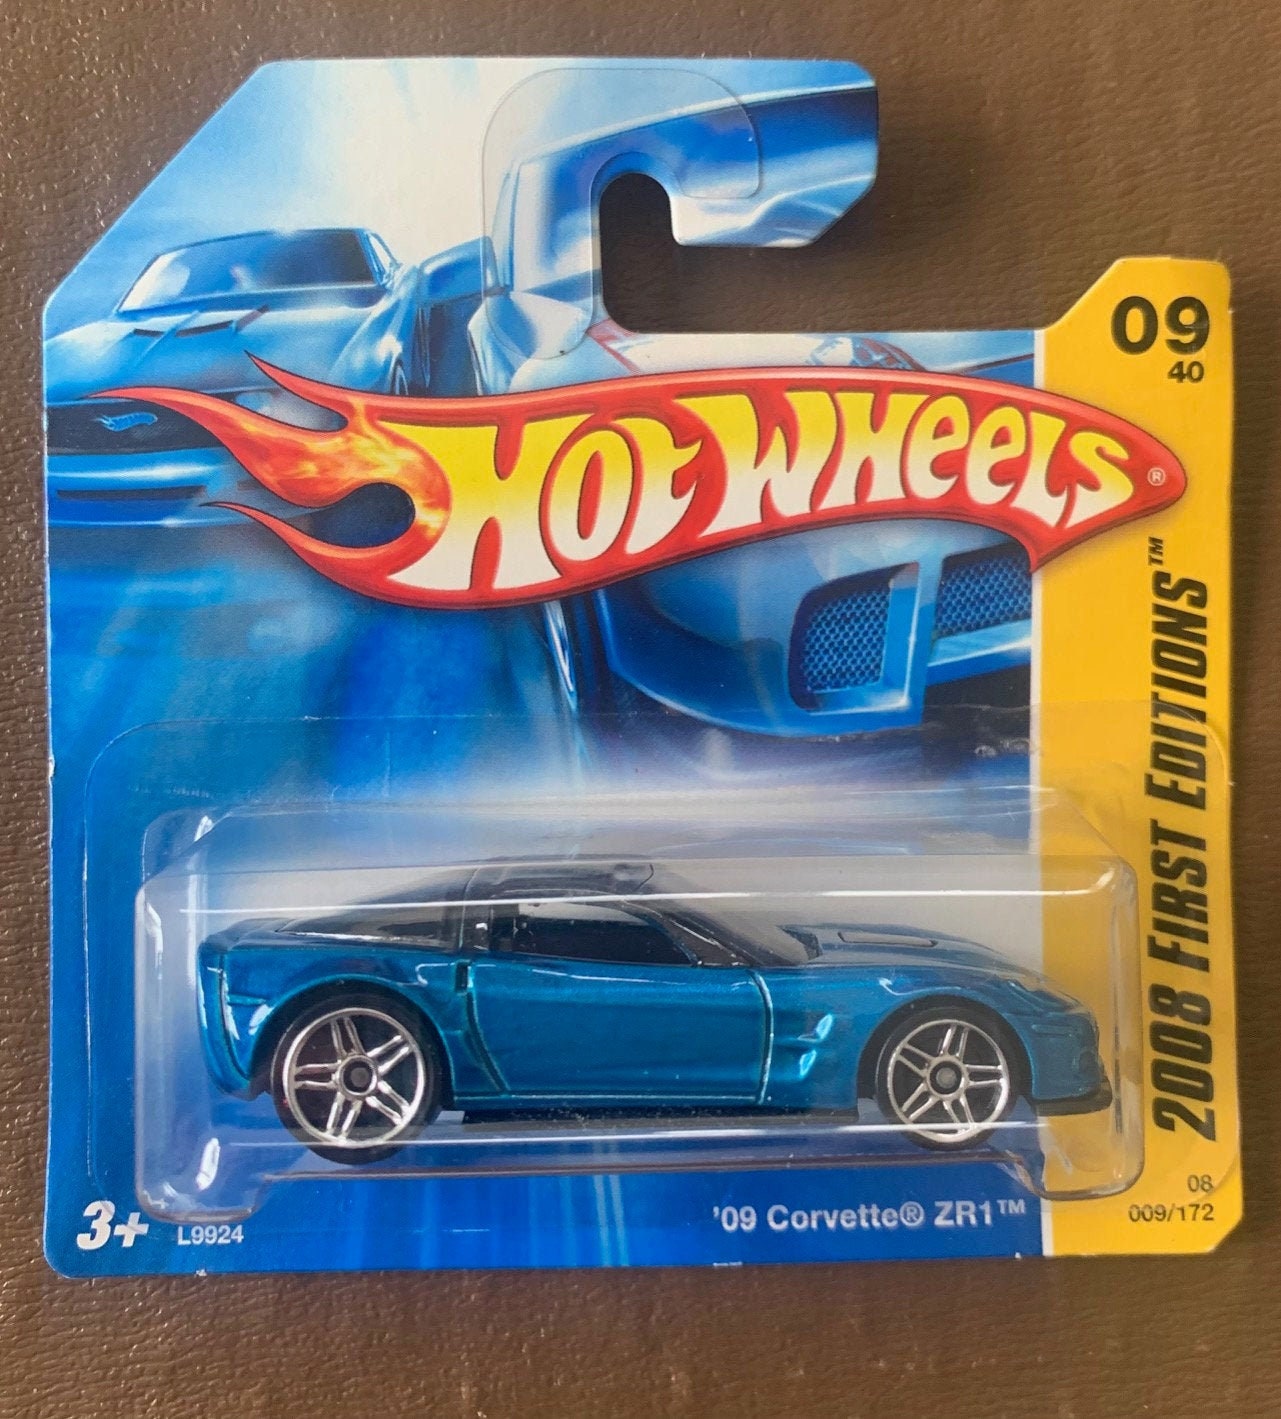 09
40
HOT WHEELS®
2008 FIRST EDITIONS™
3+
L9924
'09 Corvette® ZR1™
08
009/172